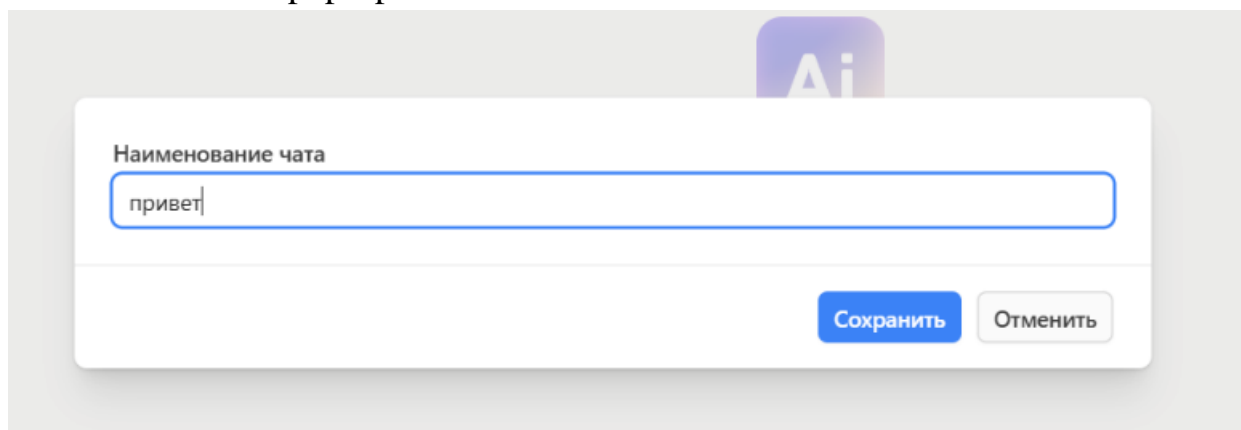 Ai
Наименование чата
привет
Сохранить Отменить